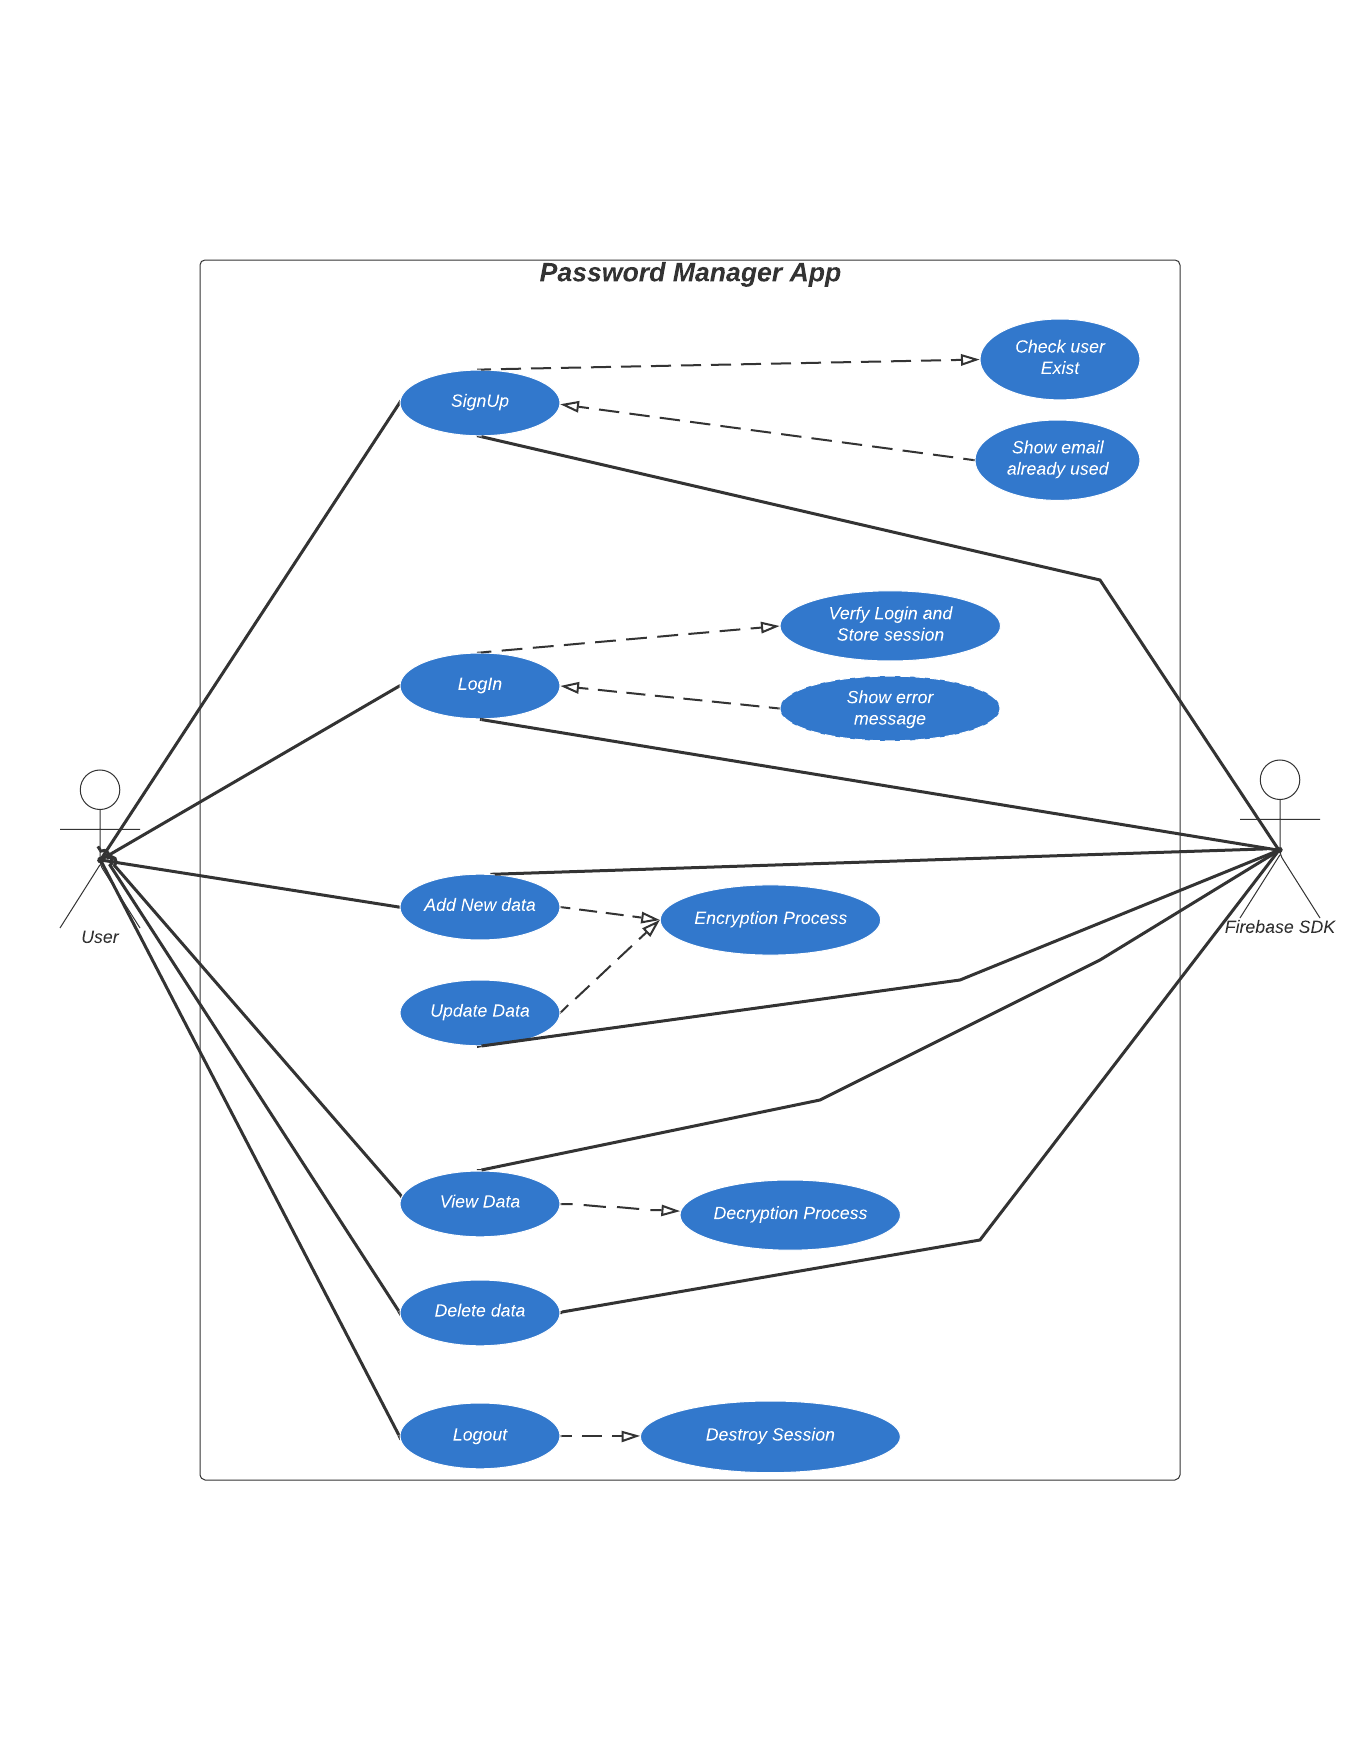 Password Manager App
Check user
Exist
SignUp
Show email
already used
Verfy Login and
Store session
LogIn
Show error
message
Add New data
Encryption Process
User
Firebase SDK
Update Data
View Data
Decryption Process
Delete data
Logout
Destroy Session